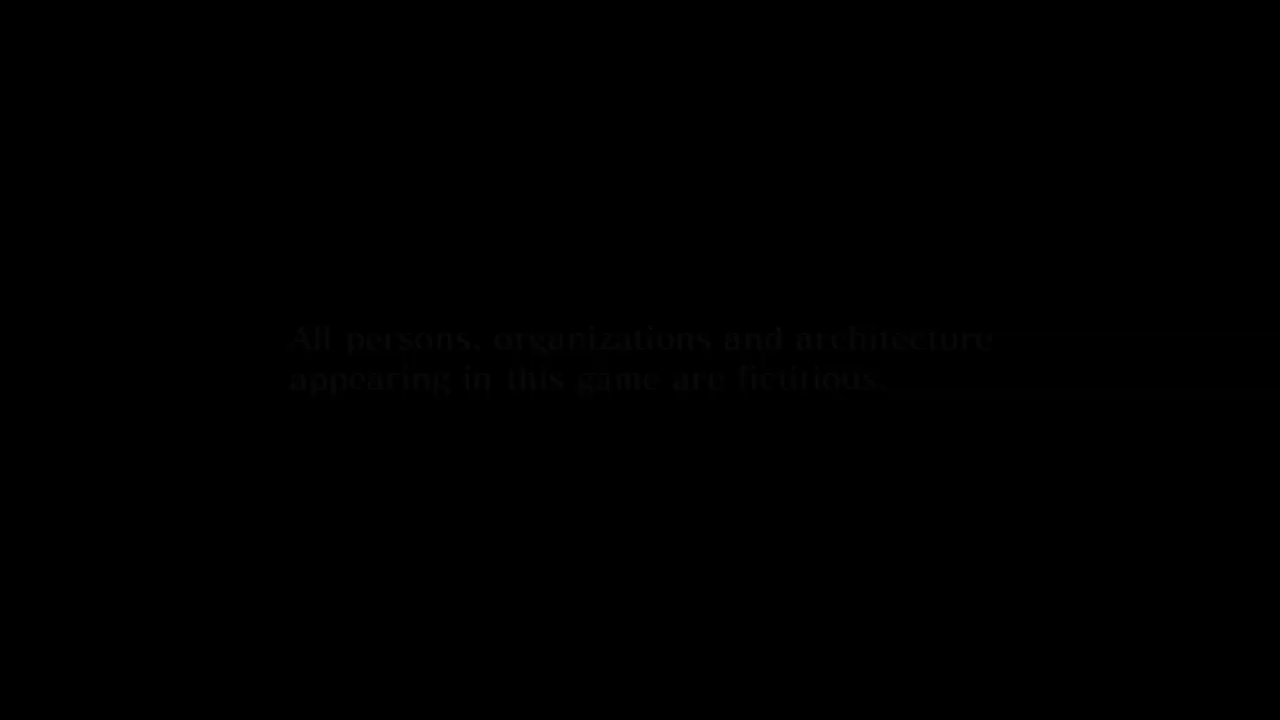 All persons, organizations and architecture
appearing in this game are fictitious.